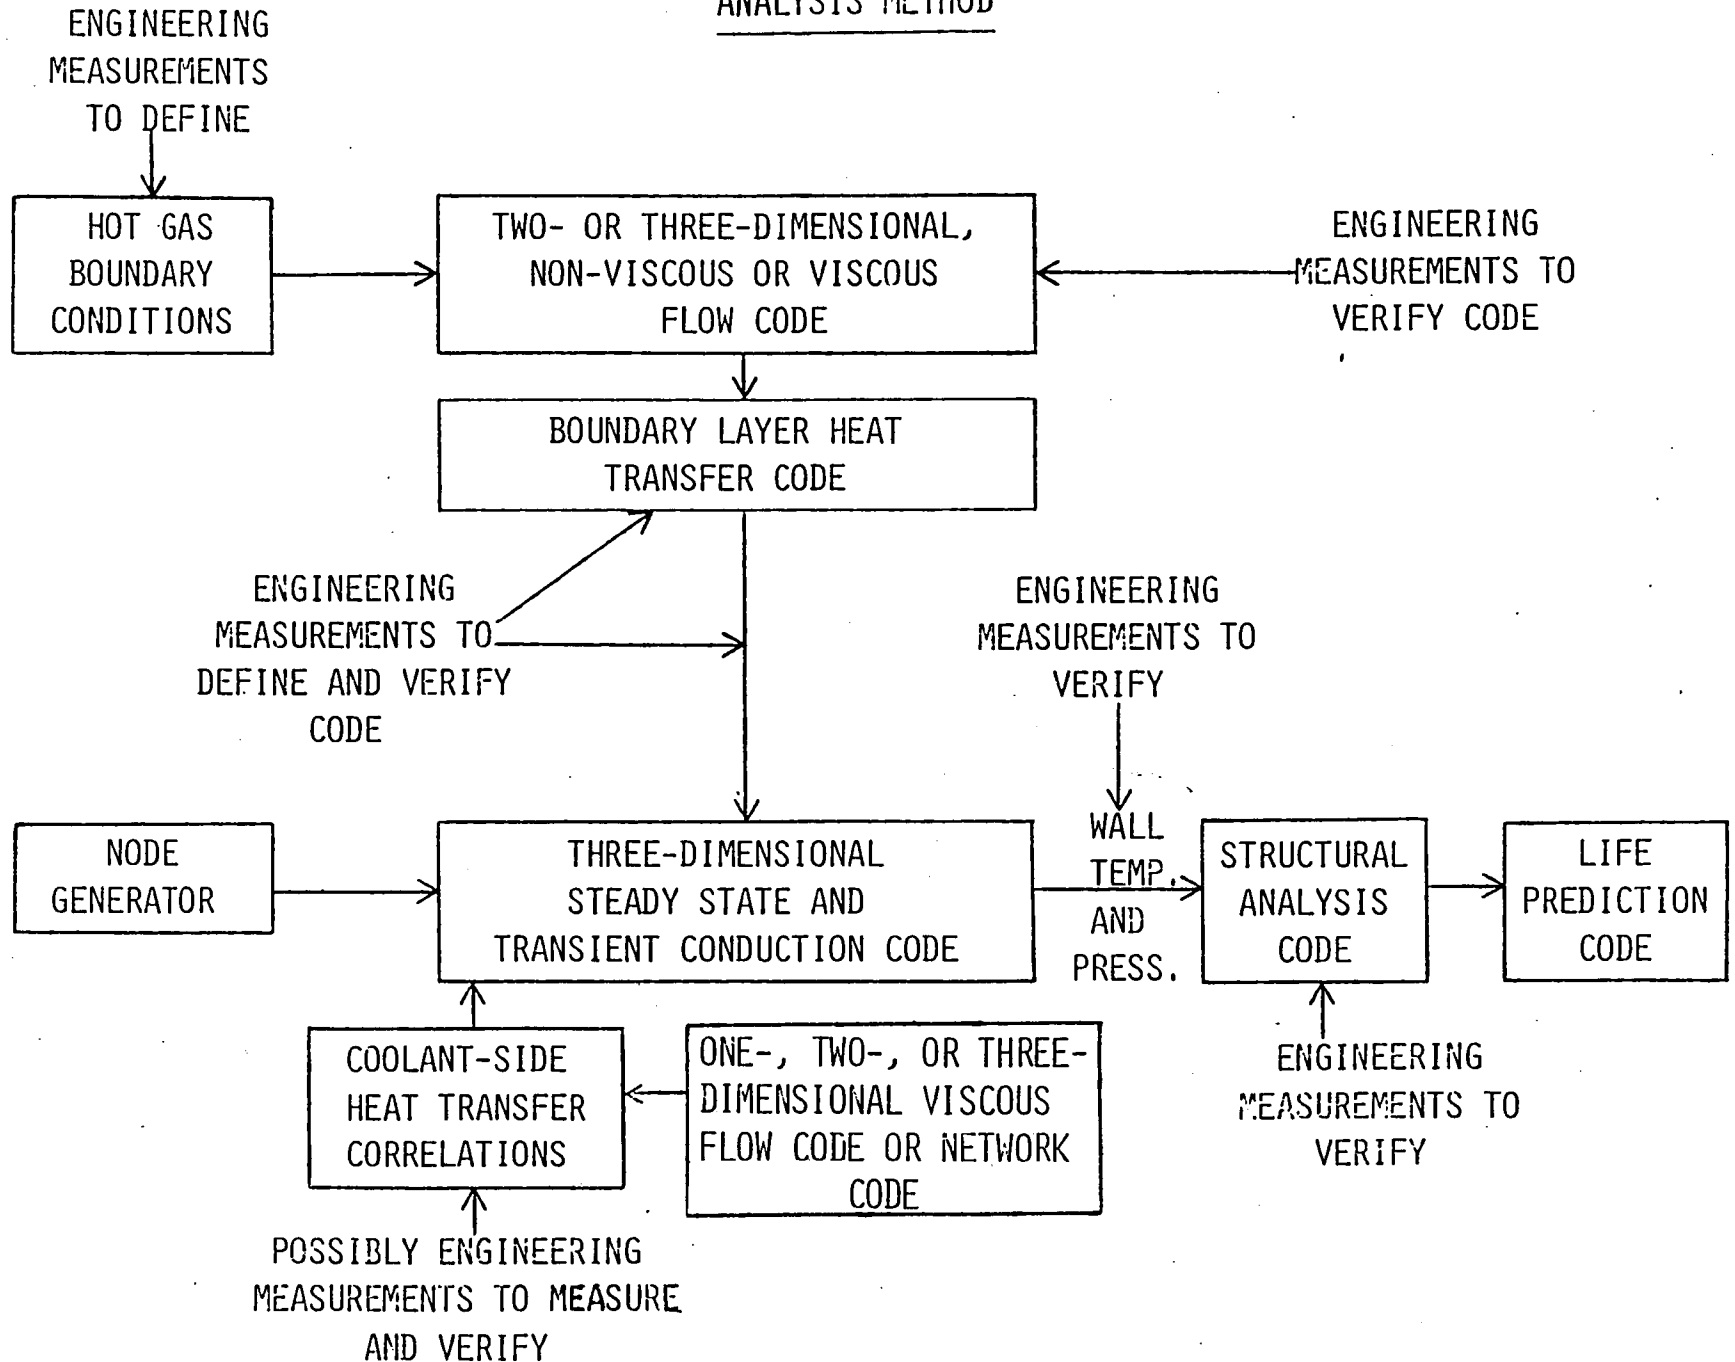 ANALYSIS METHOD
ENGINEERING
MEASUREMENTS
TO DEFINE
HOT GAS
BOUNDARY
CONDITIONS
TWO- OR THREE-DIMENSIONAL,
NON-VISCOUS OR VISCOUS
FLOW CODE
ENGINEERING
MEASUREMENTS TO
VERIFY CODE
BOUNDARY LAYER HEAT
TRANSFER CODE
ENGINEERING
MEASUREMENTS TO
DEFINE AND VERIFY
CODE
ENGINEERING
MEASUREMENTS TO
VERIFY
NODE
GENERATOR
THREE-DIMENSIONAL
STEADY STATE AND
TRANSIENT CONDUCTION CODE
WALL
TEMP.
AND
PRESS.
STRUCTURAL
ANALYSIS
CODE
LIFE
PREDICTION
CODE
COOLANT-SIDE
HEAT TRANSFER
CORRELATIONS
ONE-, TWO-, OR THREE-
DIMENSIONAL VISCOUS
FLOW CODE OR NETWORK
CODE
ENGINEERING
MEASUREMENTS TO
VERIFY
POSSIBLY ENGINEERING
MEASUREMENTS TO MEASURE
AND VERIFY